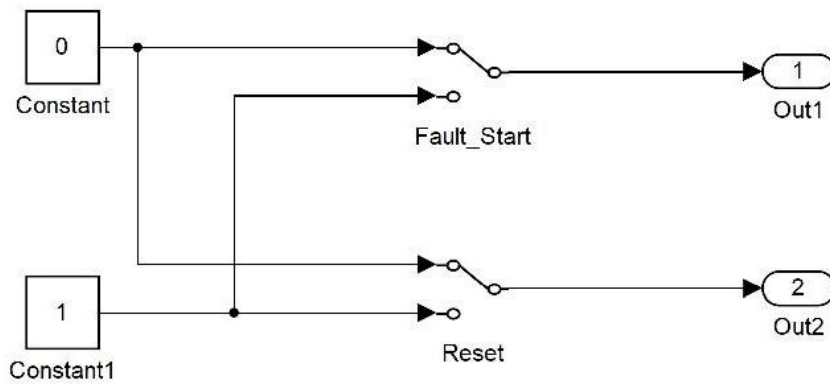 0
Constant
Fault_Start
1
Out1
1
Constant1
Reset
2
Out2